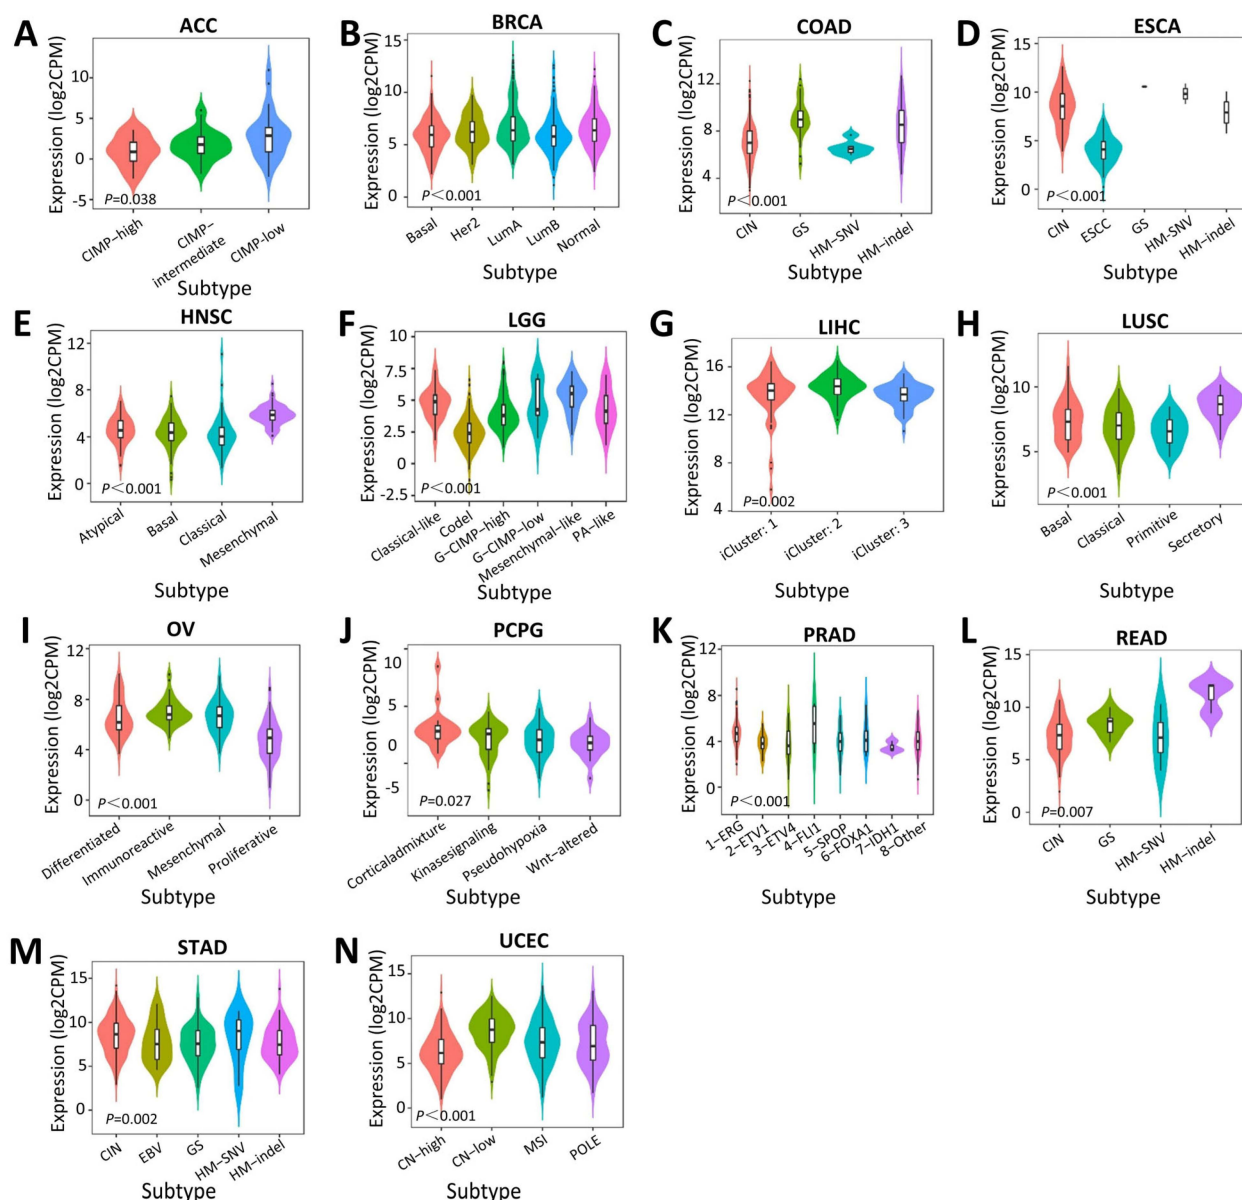 A
ACC
Expression (log2CPM)
10
5
0
-5
P=0.038
CIMP-high
CIMP-
intermediate
CIMP-low
Subtype
B
BRCA
Expression (log2CPM)
15
10
5
0
P<0.001
Basal
Her2
LumA
LumB
Normal
Subtype
C
COAD
Expression (log2CPM)
12
8
4
P<0.001
CIN
GS
HM-SNV
HM-indel
Subtype
D
ESCA
Expression (log2CPM)
15
10
5
0
P<0.001
CIN
ESCC
GS
HM-SNV
HM-indel
Subtype
E
HNSC
Expression (log2CPM)
12
8
4
0
P<0.001
Atypical
Basal
Classical
Mesenchymal
Subtype
F
LGG
Expression (log2CPM)
10
7.5
5
2.5
0
-2.5
P<0.001
Classical-like
Codel
G-CIMP-high
G-CIMP-low
Mesenchymal-like
PA-like
Subtype
G
LIHC
Expression (log2CPM)
16
14
12
8
4
P=0.002
iCluster: 1
iCluster: 2
iCluster: 3
Subtype
H
LUSC
Expression (log2CPM)
10
5
P<0.001
Basal
Classical
Primitive
Secretory
Subtype
I
OV
Expression (log2CPM)
12
8
4
0
P<0.001
Differentiated
Immunoreactive
Mesenchymal
Proliferative
Subtype
J
PCPG
Expression (log2CPM)
10
5
0
-5
P=0.027
Corticaladmixture
Kinasesignaling
Pseudohypoxia
Wnt-altered
Subtype
K
PRAD
Expression (log2CPM)
12
8
4
0
P<0.001
1-ERG
2-ETV1
3-ETV4
4-FLI1
5-SPOP
6-FOXA1
7-IDH1
8-Other
Subtype
L
READ
Expression (log2CPM)
15
10
5
0
P=0.007
CIN
GS
HM-SNV
HM-indel
Subtype
M
STAD
Expression (log2CPM)
15
10
5
0
P=0.002
CIN
EBV
GS
HM-SNV
HM-indel
Subtype
N
UCEC
Expression (log2CPM)
15
10
5
0
P<0.001
CN-high
CN-low
MSI
POLE
Subtype